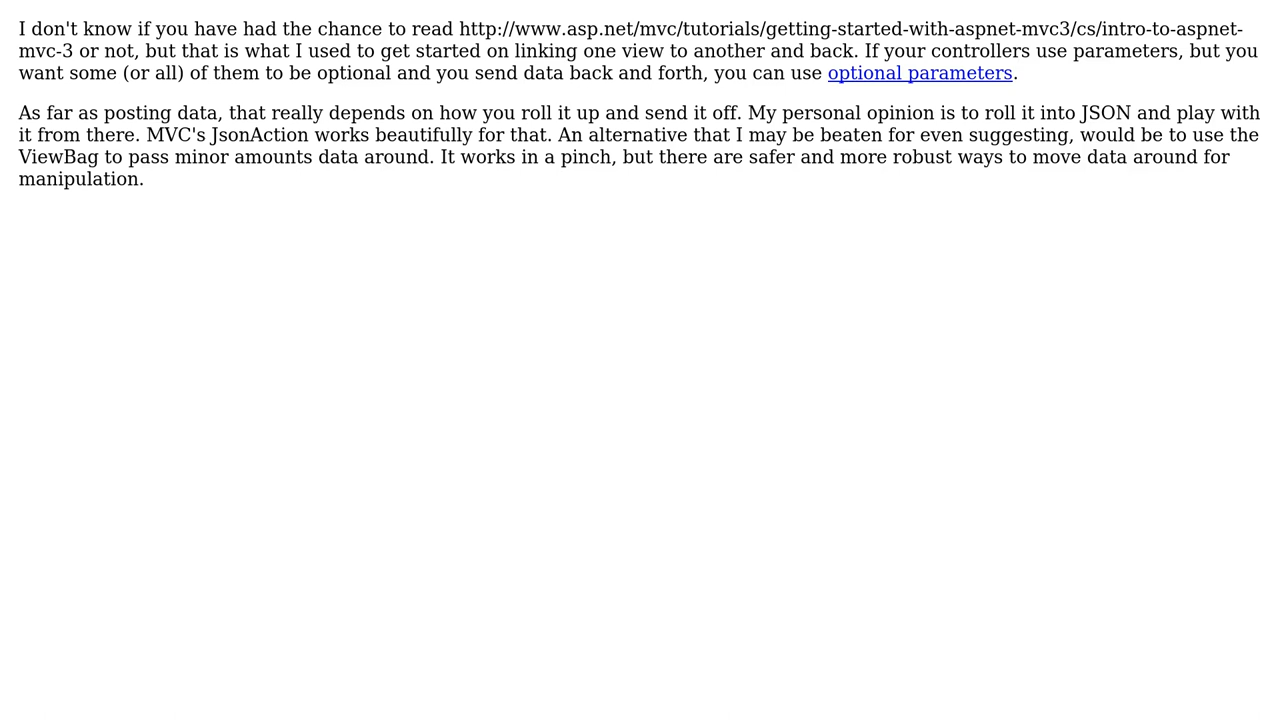 I don't know if you have had the chance to read http://www.asp.net/mvc/tutorials/getting-started-with-aspnet-mvc3/cs/intro-to-aspnet-
mvc-3 or not, but that is what I used to get started on linking one view to another and back. If your controllers use parameters, but you
want some (or all) of them to be optional and you send data back and forth, you can use optional parameters.
As far as posting data, that really depends on how you roll it up and send it off. My personal opinion is to roll it into JSON and play with
it from there. MVC's JsonAction works beautifully for that. An alternative that I may be beaten for even suggesting, would be to use the
ViewBag to pass minor amounts data around. It works in a pinch, but there are safer and more robust ways to move data around for
manipulation.